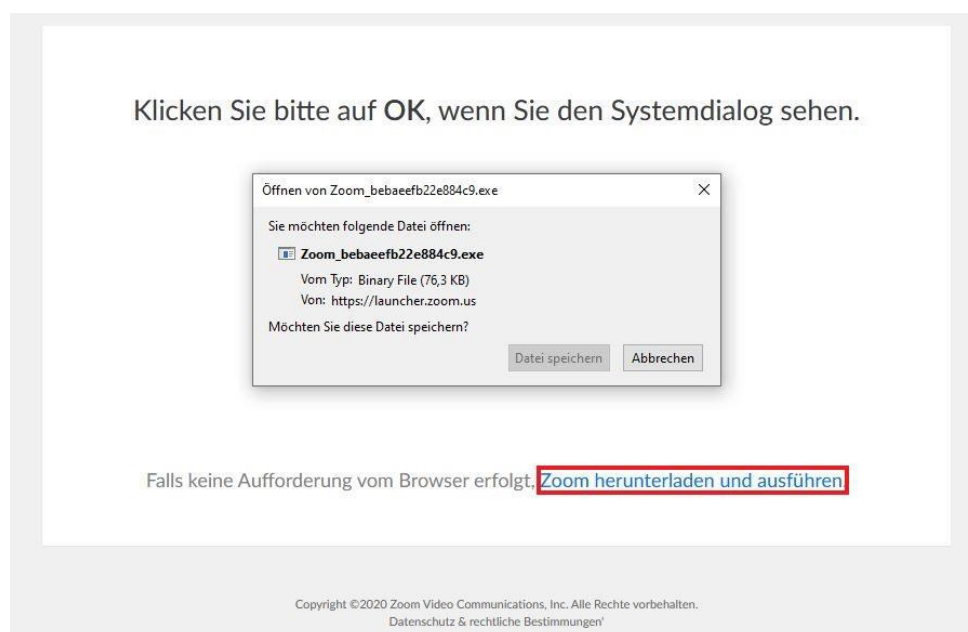 Klicken Sie bitte auf OK, wenn Sie den Systemdialog sehen.
Öffnen von Zoom_bebaeefb22e884c9.exe
Sie möchten folgende Datei öffnen:
Zoom_bebaeefb22e884c9.exe
Vom Typ: Binary File (76,3 KB)
Von: https://launcher.zoom.us
Möchten Sie diese Datei speichern?
Datei speichern Abbrechen
Falls keine Aufforderung vom Browser erfolgt, Zoom herunterladen und ausführen.
Copyright ©2020 Zoom Video Communications, Inc. Alle Rechte vorbehalten.
Datenschutz & rechtliche Bestimmungen'